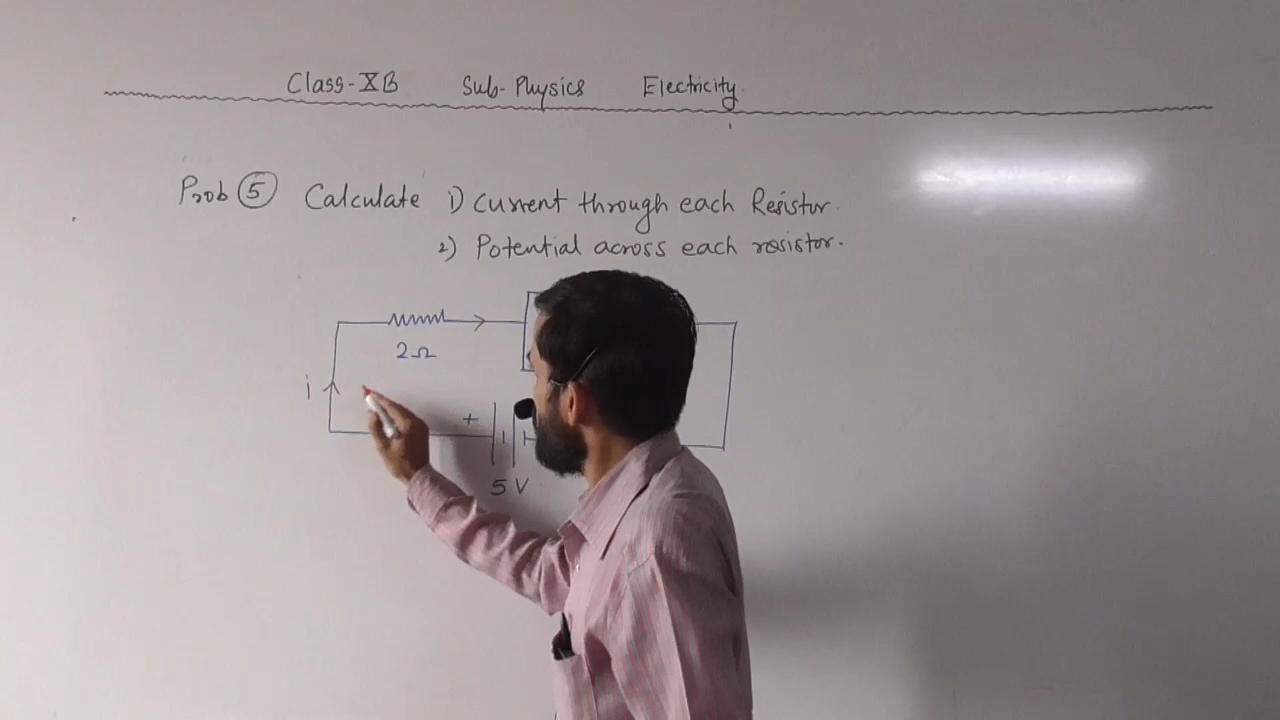 Class-XB Sub-Physics Electricity
Prob 5 Calculate 1) Current through each Resistor.
2) Potential across each resistor.
2Ω
i
+
5 V